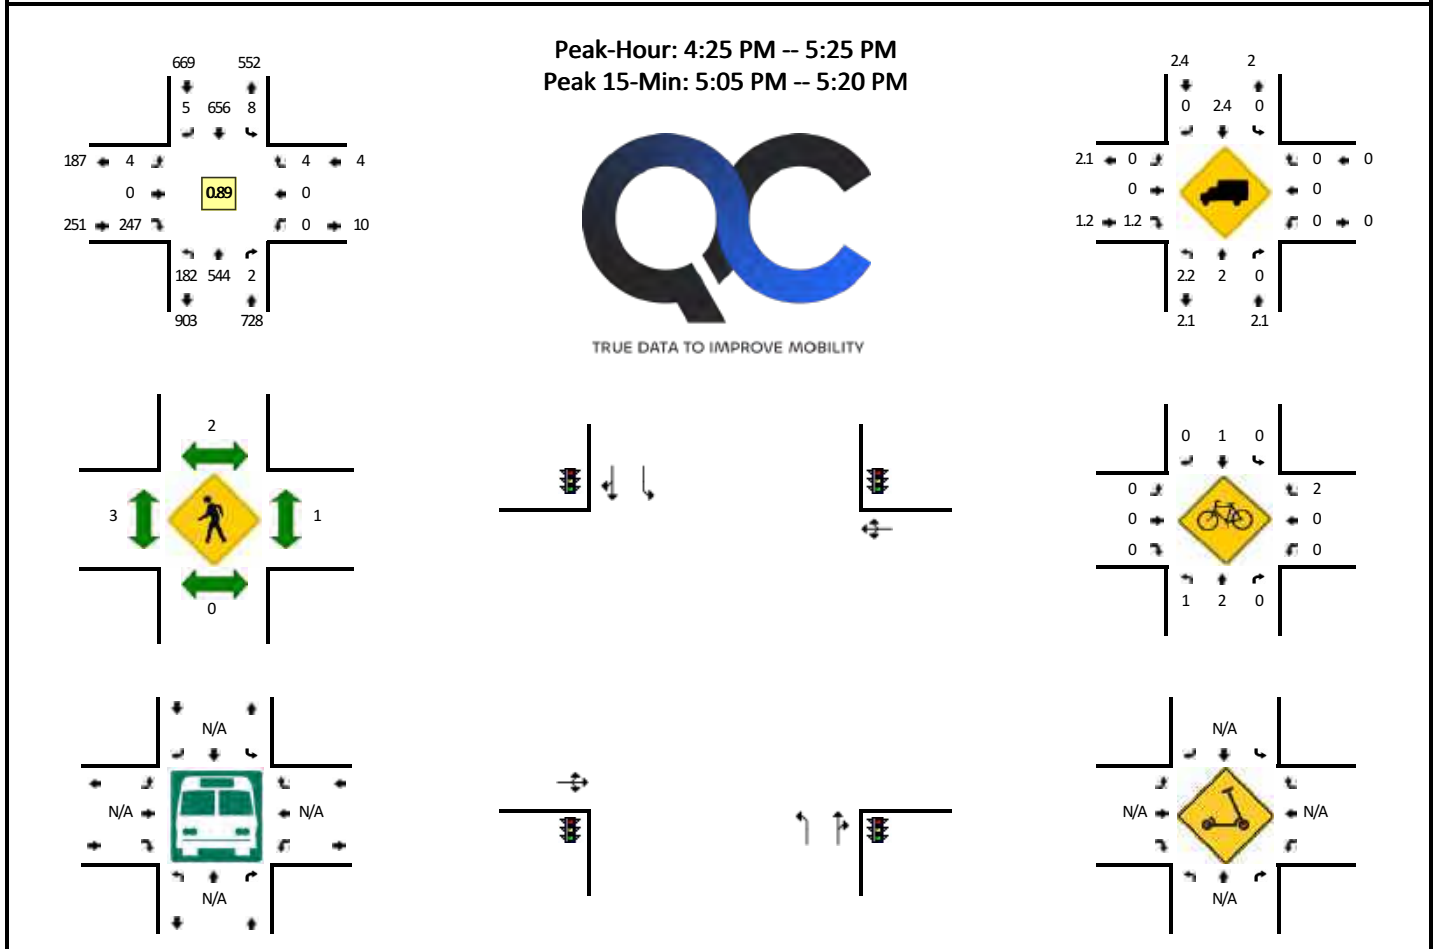 Peak-Hour: 4:25 PM -- 5:25 PM
Peak 15-Min: 5:05 PM -- 5:20 PM
669 552
5 656 8
187 4 4 4
0 0.89 0
251 247 0 10
182 544 2
903 728
QC
TRUE DATA TO IMPROVE MOBILITY
2.4 2
0 2.4 0
2.1 0 0 0
0 0
1.2 1.2 0 0
2.2 2 0
2.1 2.1
2
3 1
0
0 1 0
0 2
0 0
0 0
1 2 0
N/A
N/A N/A
N/A
N/A
N/A N/A
N/A